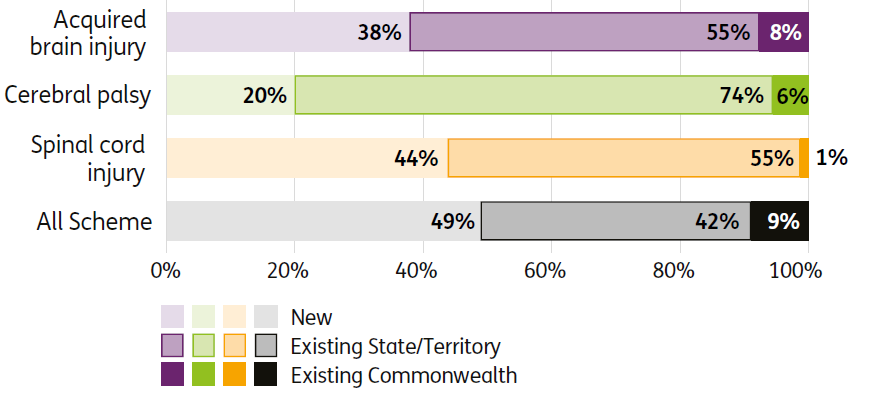 Acquired
brain injury
38% 55% 8%
Cerebral palsy
20% 74% 6%
Spinal cord
injury
44% 55% 1%
All Scheme
49% 42% 9%
0% 20% 40% 60% 80% 100%
New
Existing State/Territory
Existing Commonwealth